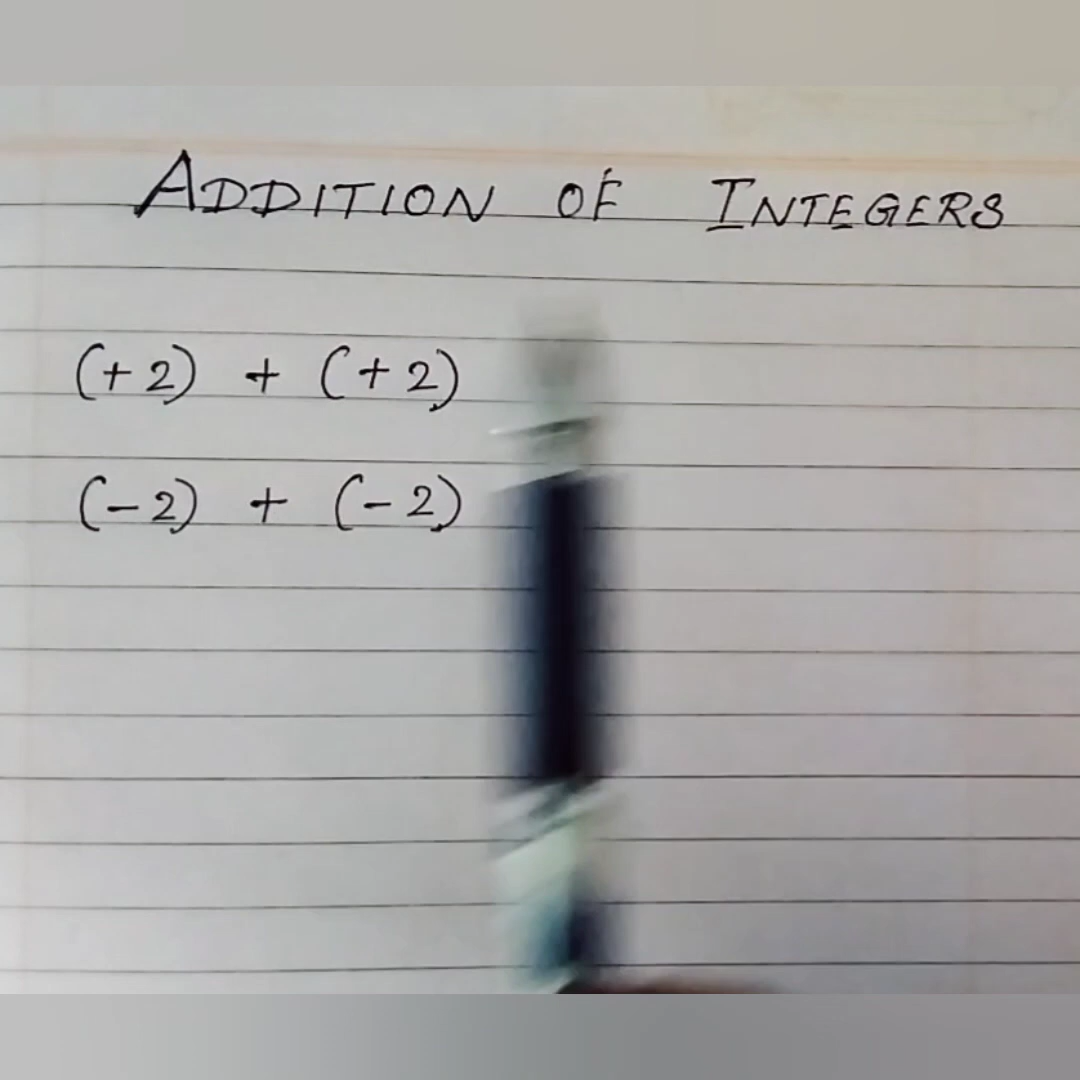 ADDITION OF INTEGERS
(+2) + (+2)
(-2) + (-2)